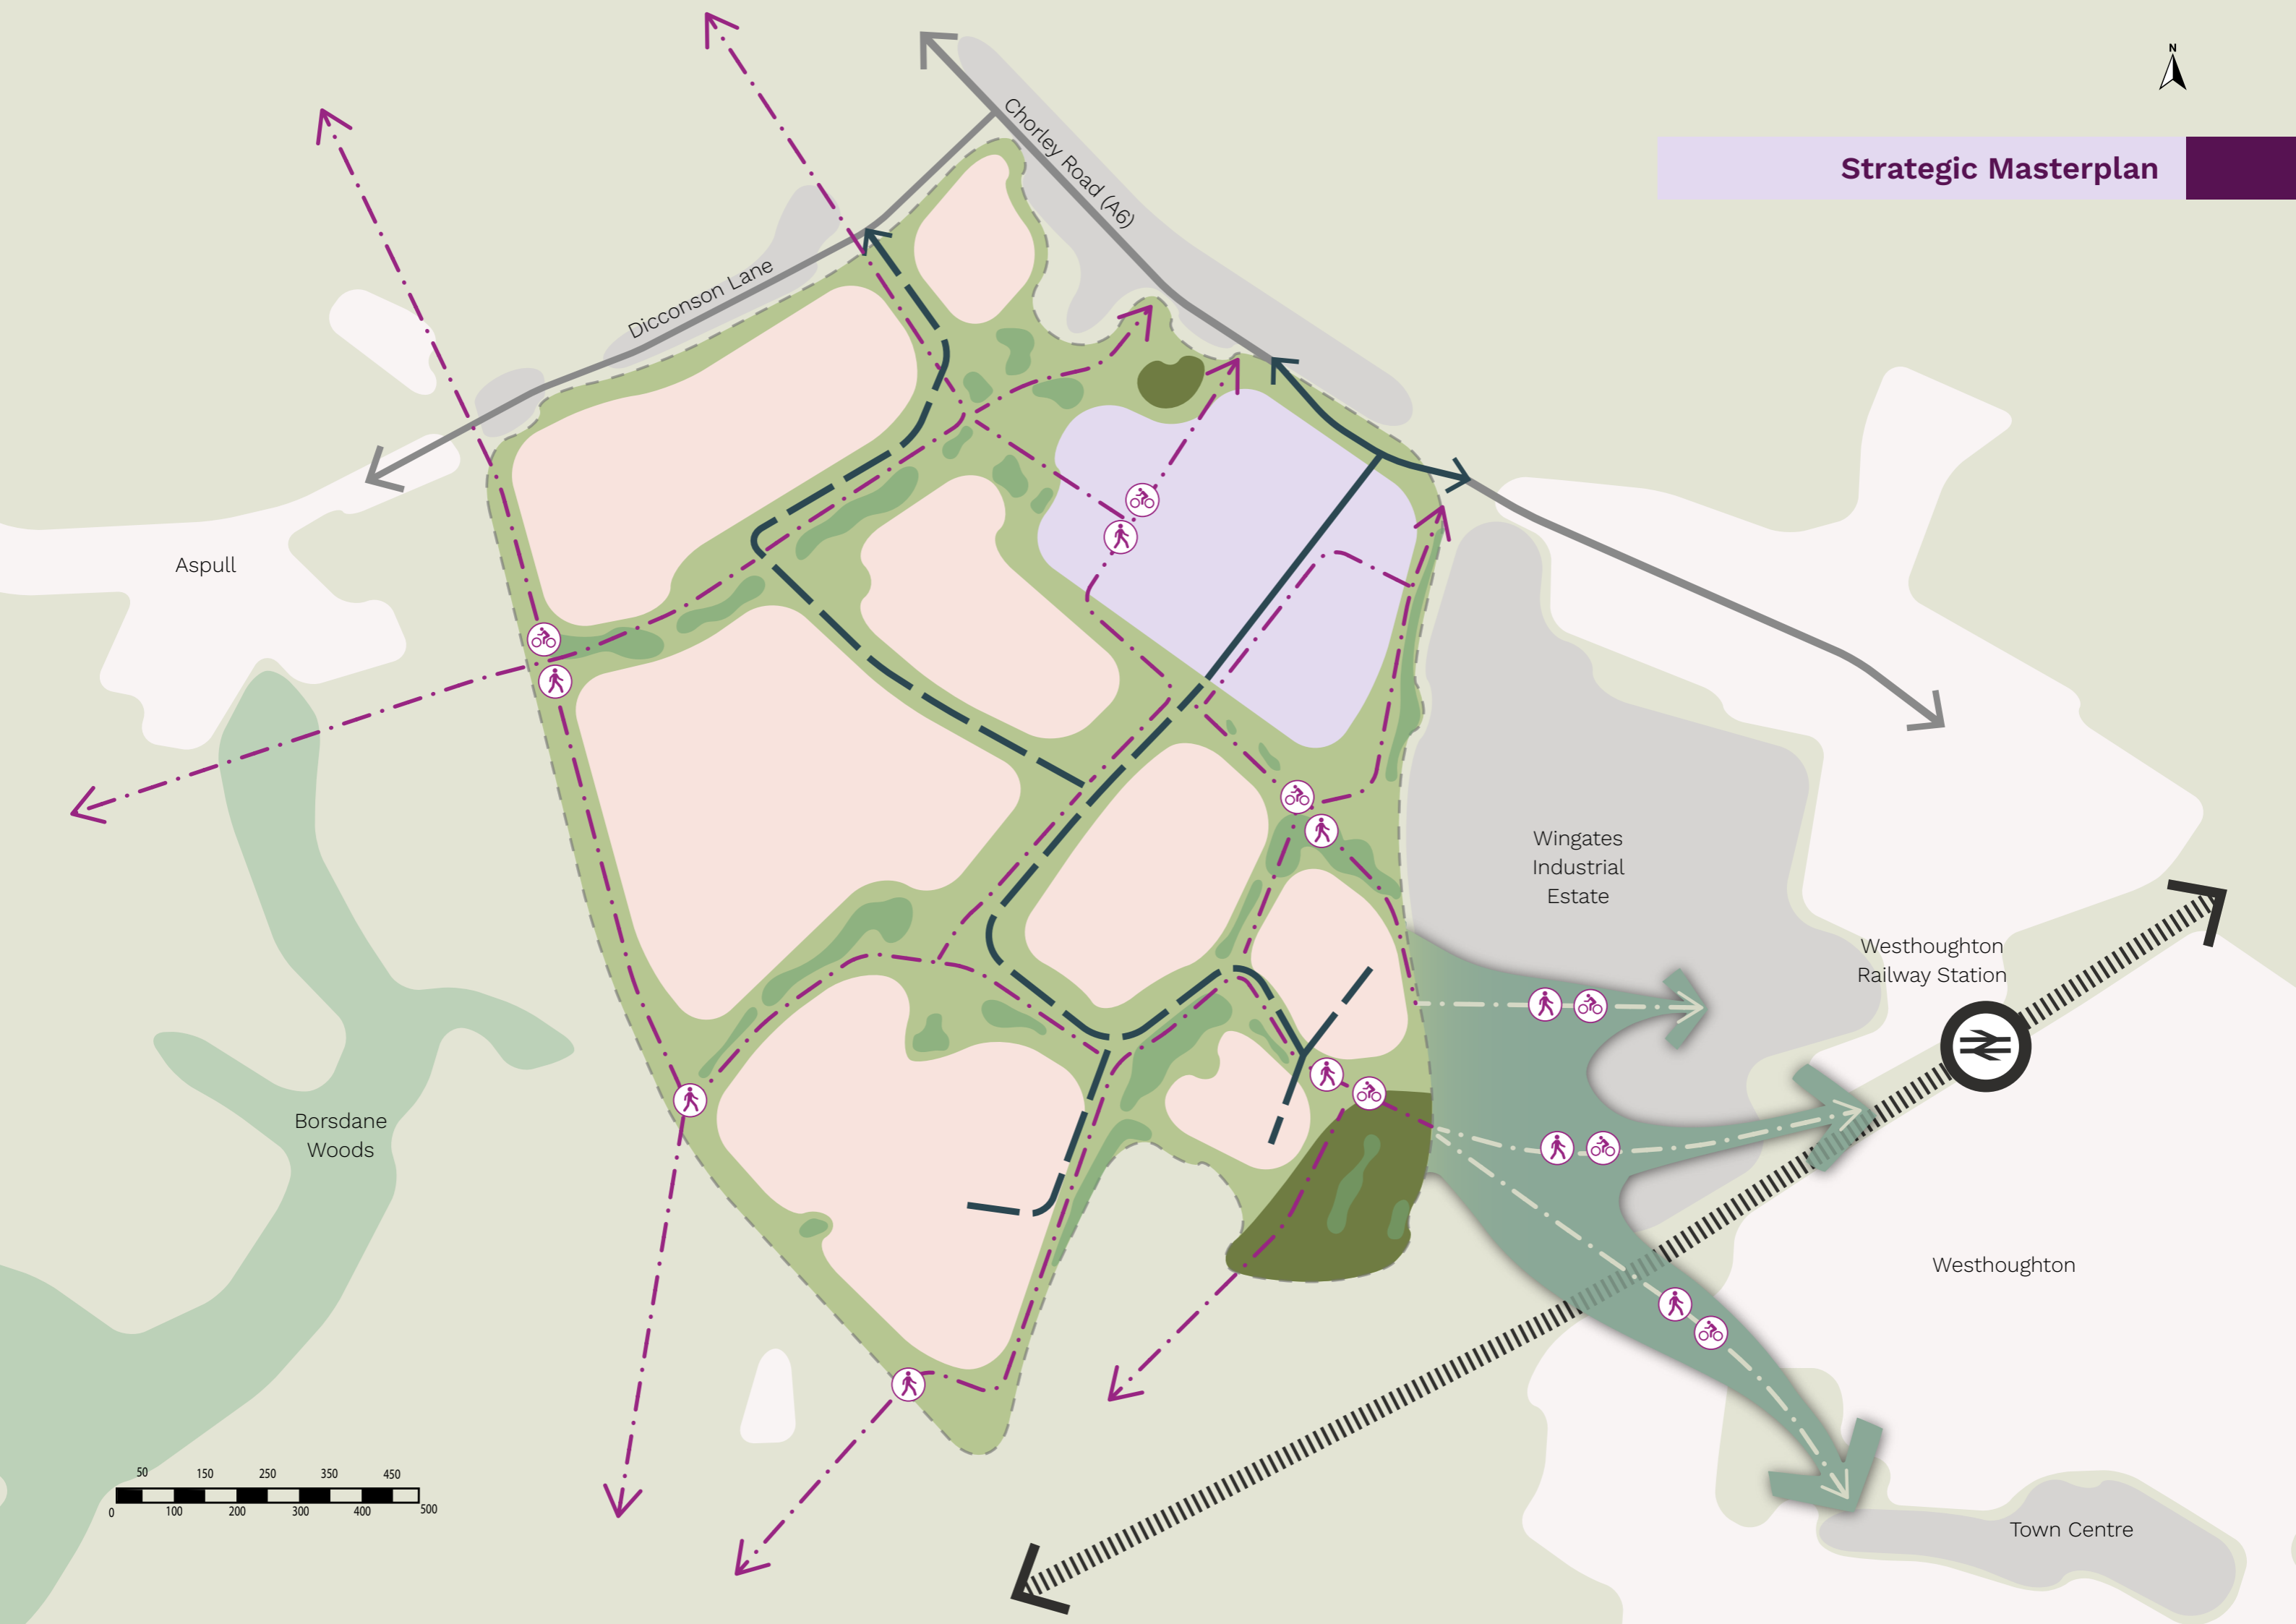 N
Strategic Masterplan
Chorley Road (A6)
Dicconson Lane
Aspull
Wingates
Industrial
Estate
Westhoughton
Railway Station
Borsdane
Woods
Westhoughton
Town Centre
50 150 250 350 450
0 100 200 300 400 500